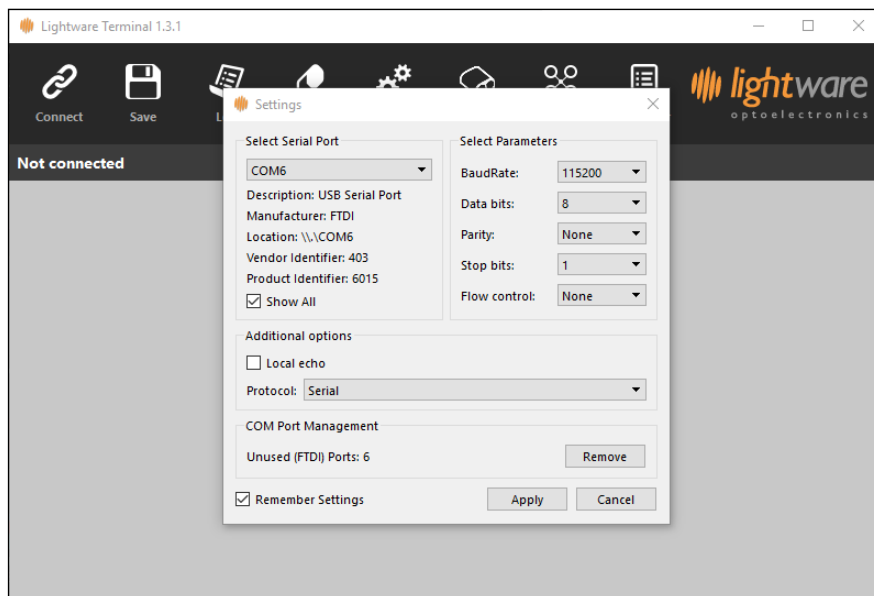 Lightware Terminal 1.3.1
Connect
Save
lightware
optoelectronics
Not connected
Settings
Select Serial Port
COM6
Description: USB Serial Port
Manufacturer: FTDI
Location: \\.\COM6
Vendor Identifier: 403
Product Identifier: 6015
Show All
Select Parameters
BaudRate: 115200
Data bits: 8
Parity: None
Stop bits: 1
Flow control: None
Additional options
Local echo
Protocol: Serial
COM Port Management
Unused (FTDI) Ports: 6
Remove
Remember Settings
Apply
Cancel